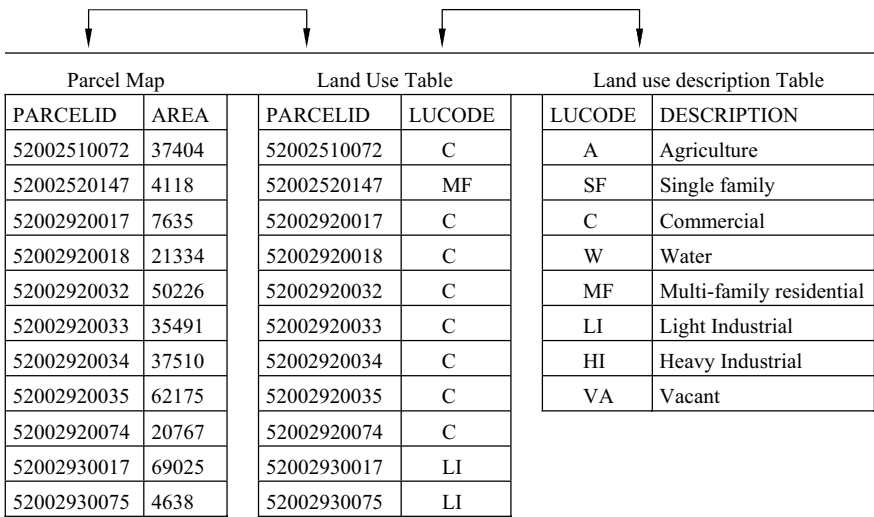 Parcel Map Land Use Table Land use description Table
PARCELID AREA PARCELID LUCODE LUCODE DESCRIPTION
52002510072 37404 52002510072 C A Agriculture
52002520147 4118 52002520147 MF SF Single family
52002920017 7635 52002920017 C C Commercial
52002920018 21334 52002920018 C W Water
52002920032 50226 52002920032 C MF Multi-family residential
52002920033 35491 52002920033 C LI Light Industrial
52002920034 37510 52002920034 C HI Heavy Industrial
52002920035 62175 52002920035 C VA Vacant
52002920074 20767 52002920074 C
52002930017 69025 52002930017 LI
52002930075 4638 52002930075 LI